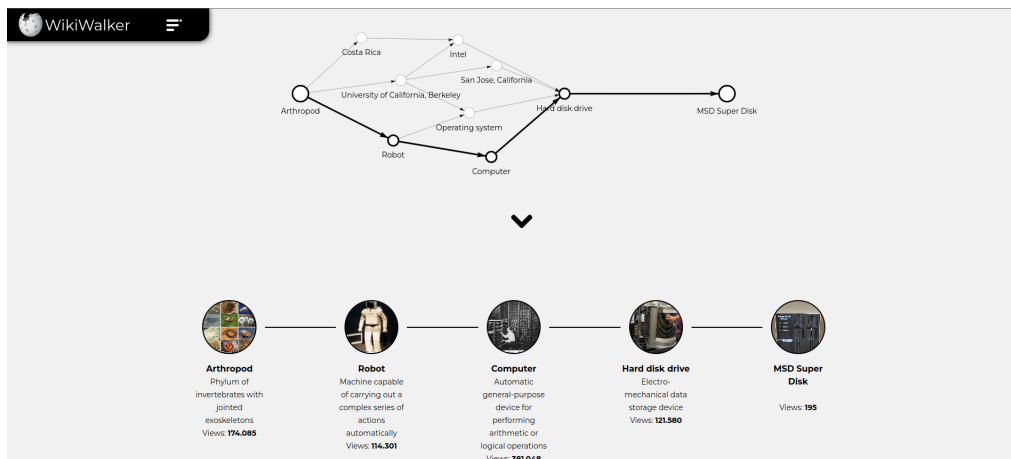 WikiWalker
Costa Rica
Intel
San Jose, California
University of California, Berkeley
Arthropod
Hard disk drive
MSD Super Disk
Operating system
Robot
Computer
Arthropod
Phylum of
invertebrates with
jointed
exoskeletons
Views: 174.085
Robot
Machine capable
of carrying out a
complex series of
actions
automatically
Views: 114.301
Computer
Automatic
general-purpose
device for
performing
arithmetic or
logical operations
Views: 381.048
Hard disk drive
Electro-
mechanical data
storage device
Views: 121.580
MSD Super
Disk
Views: 195